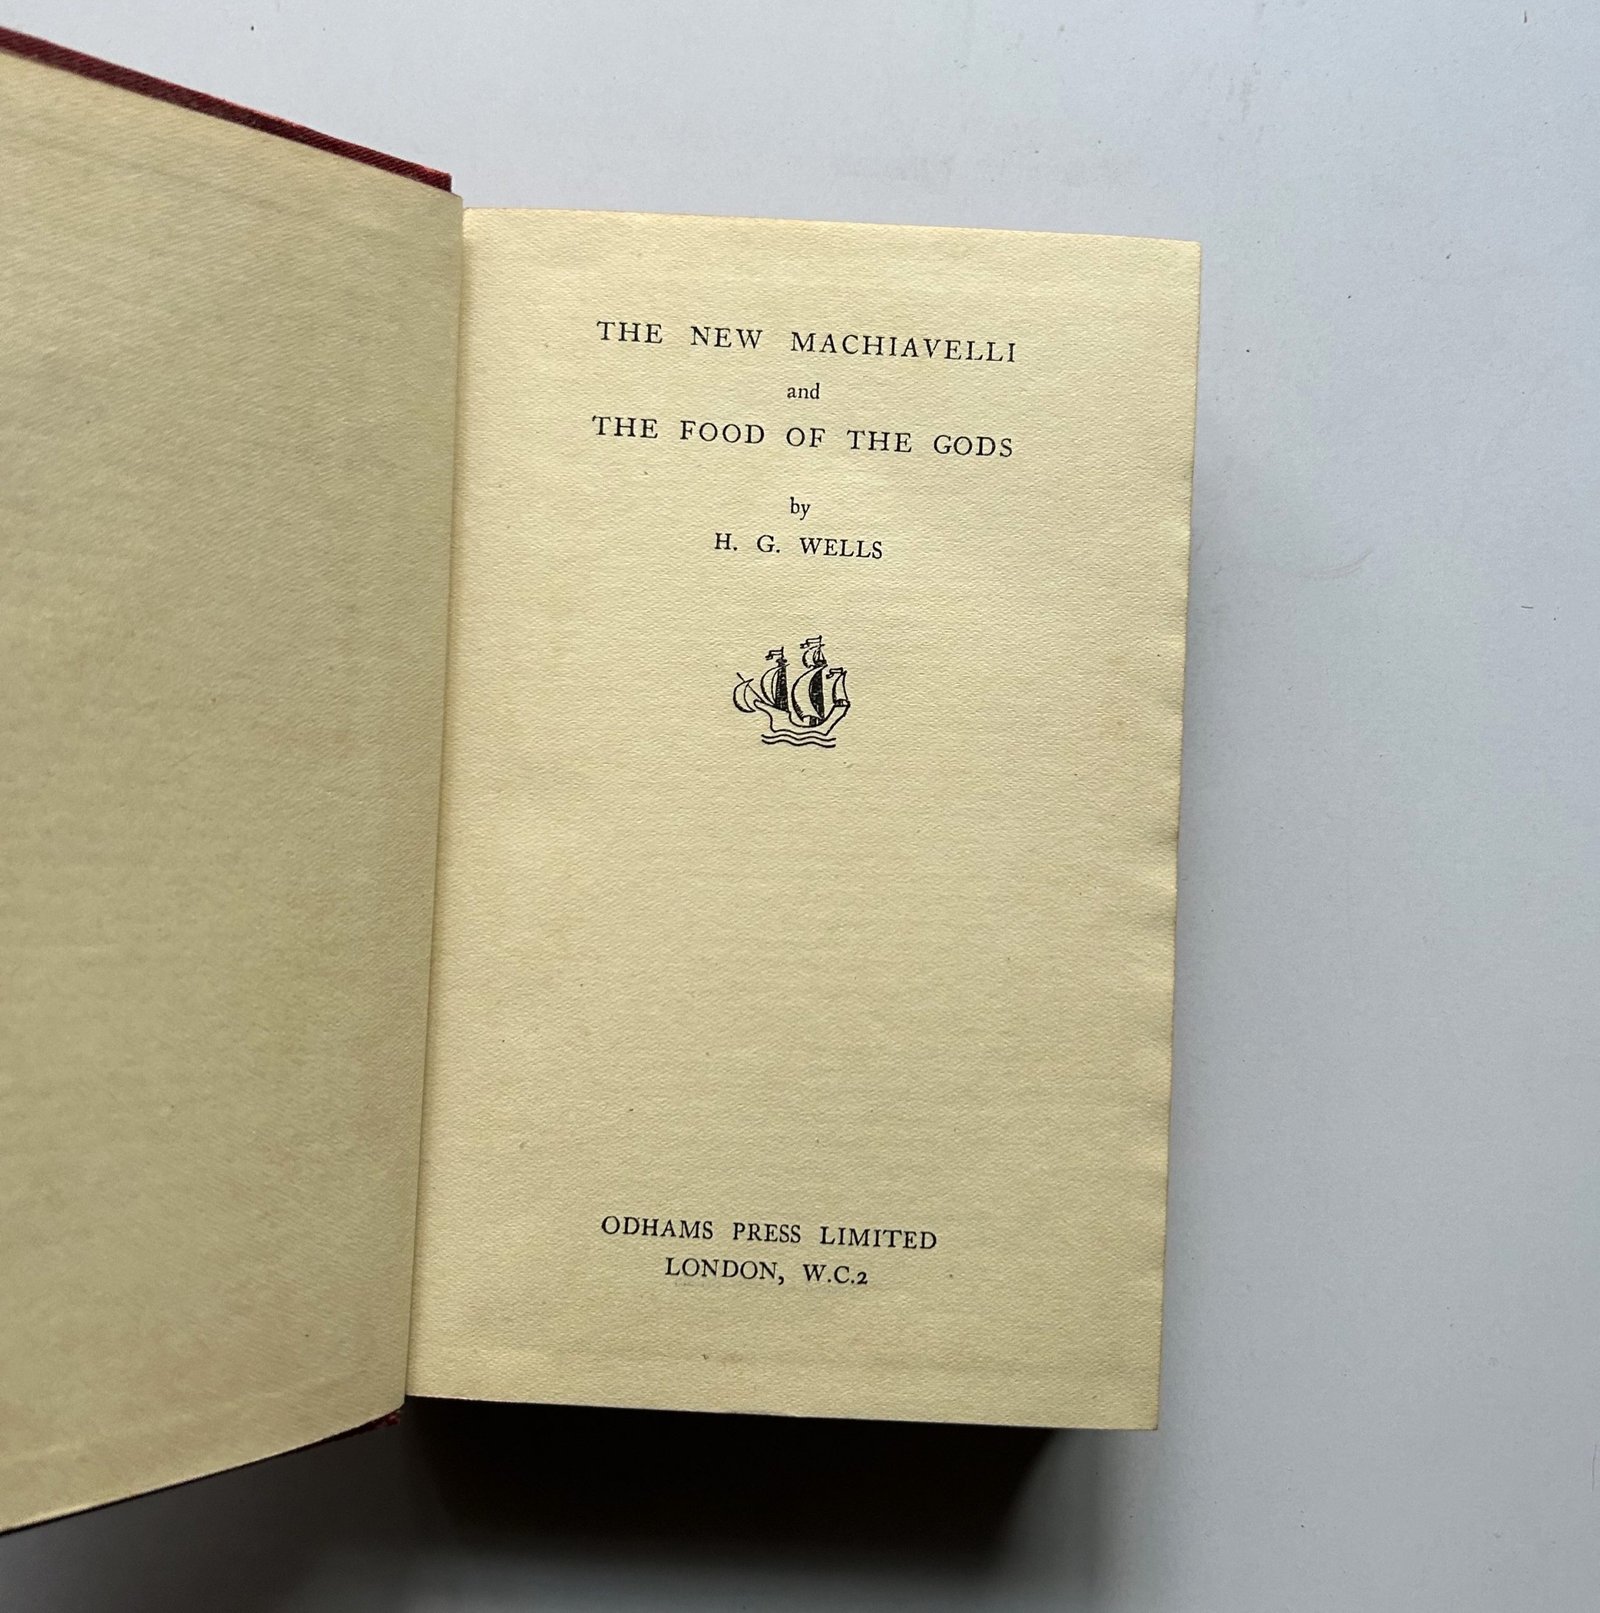 THE NEW MACHIAVELLI
and
THE FOOD OF THE GODS
by
H. G. WELLS
ODHAMS PRESS LIMITED
LONDON, W.C.2